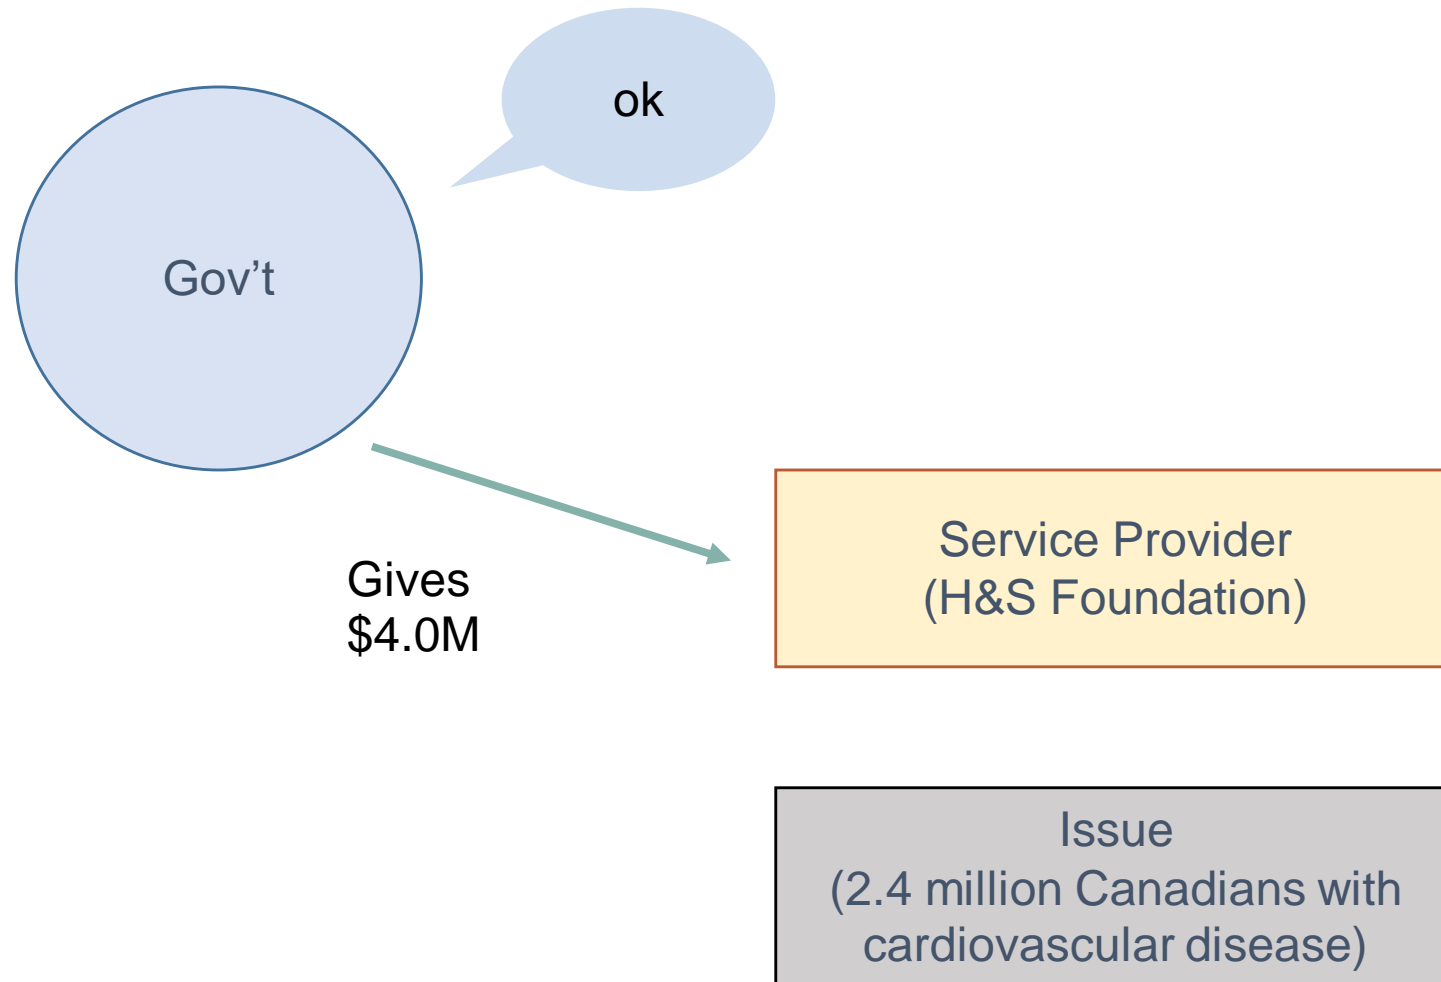 ok
Gov’t
Gives
$4.0M
Service Provider
(H&S Foundation)
Issue
(2.4 million Canadians with
cardiovascular disease)